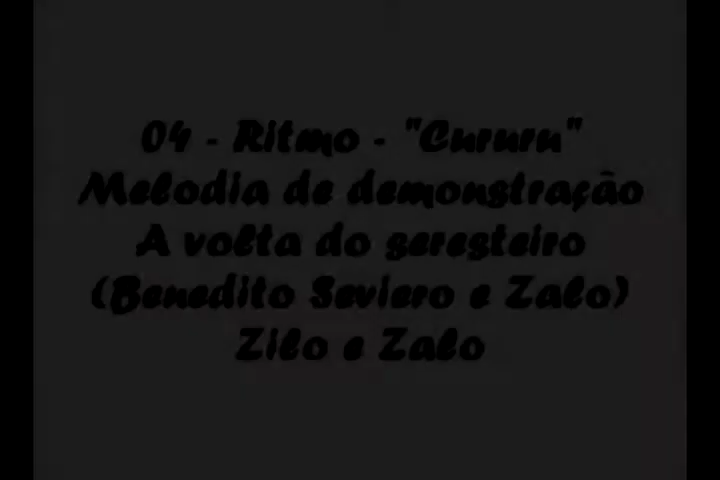 04 - Ritmo - "Cururu"
Melodia de demonstração
A volta do seresteiro
(Benedito Seviero e Zalo)
Zilo e Zalo